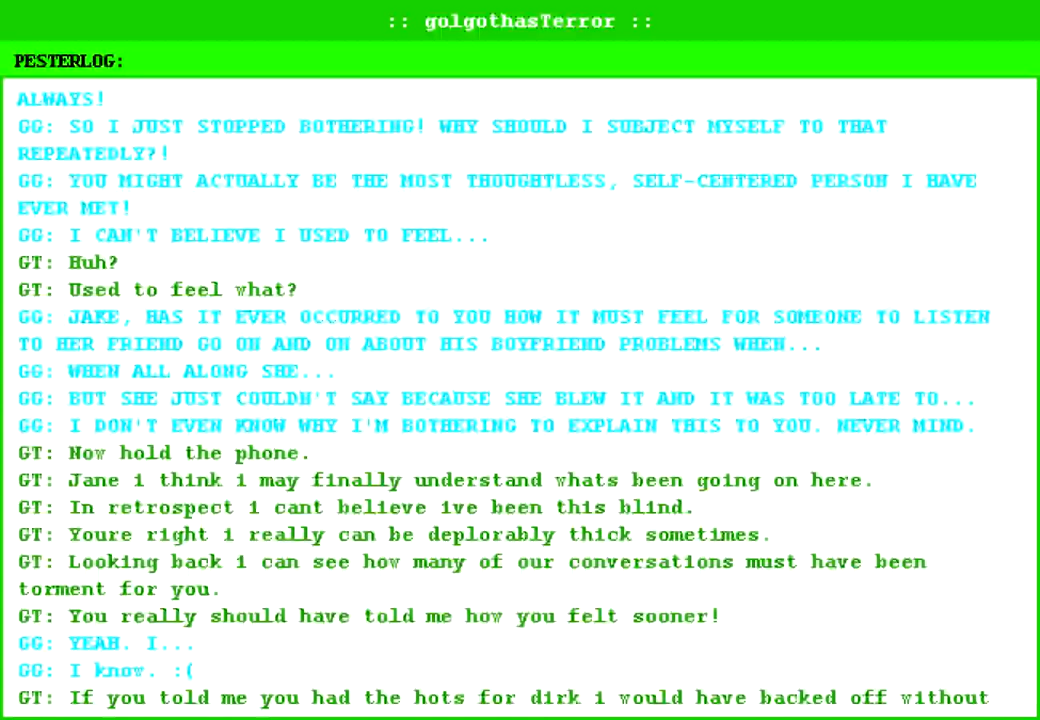 :: golgothasTerror ::
PESTERLOG:
ALWAYS!
GG: SO I JUST STOPPED BOTHERING! WHY SHOULD I SUBJECT MYSELF TO THAT
REPEATEDLY?!
GG: YOU MIGHT ACTUALLY BE THE MOST THOUGHTLESS, SELF-CENTERED PERSON I HAVE
EVER MET!
GG: I CAN'T BELIEVE I USED TO FEEL...
GT: Huh?
GT: Used to feel what?
GG: JAKE, HAS IT EVER OCCURRED TO YOU HOW IT MUST FEEL FOR SOMEONE TO LISTEN
TO HER FRIEND GO ON AND ON ABOUT HIS BOYFRIEND PROBLEMS WHEN...
GG: WHEN ALL ALONG SHE...
GG: BUT SHE JUST COULDN'T SAY BECAUSE SHE BLEW IT AND IT WAS TOO LATE TO...
GG: I DON'T EVEN KNOW WHY I'M BOTHERING TO EXPLAIN THIS TO YOU. NEVER MIND.
GT: Now hold the phone.
GT: Jane i think i may finally understand whats been going on here.
GT: In retrospect i cant believe ive been this blind.
GT: Youre right i really can be deplorably thick sometimes.
GT: Looking back i can see how many of our conversations must have been
torment for you.
GT: You really should have told me how you felt sooner!
GG: YEAH. I...
GG: I know. :(
GT: If you told me you had the hots for dirk i would have backed off without